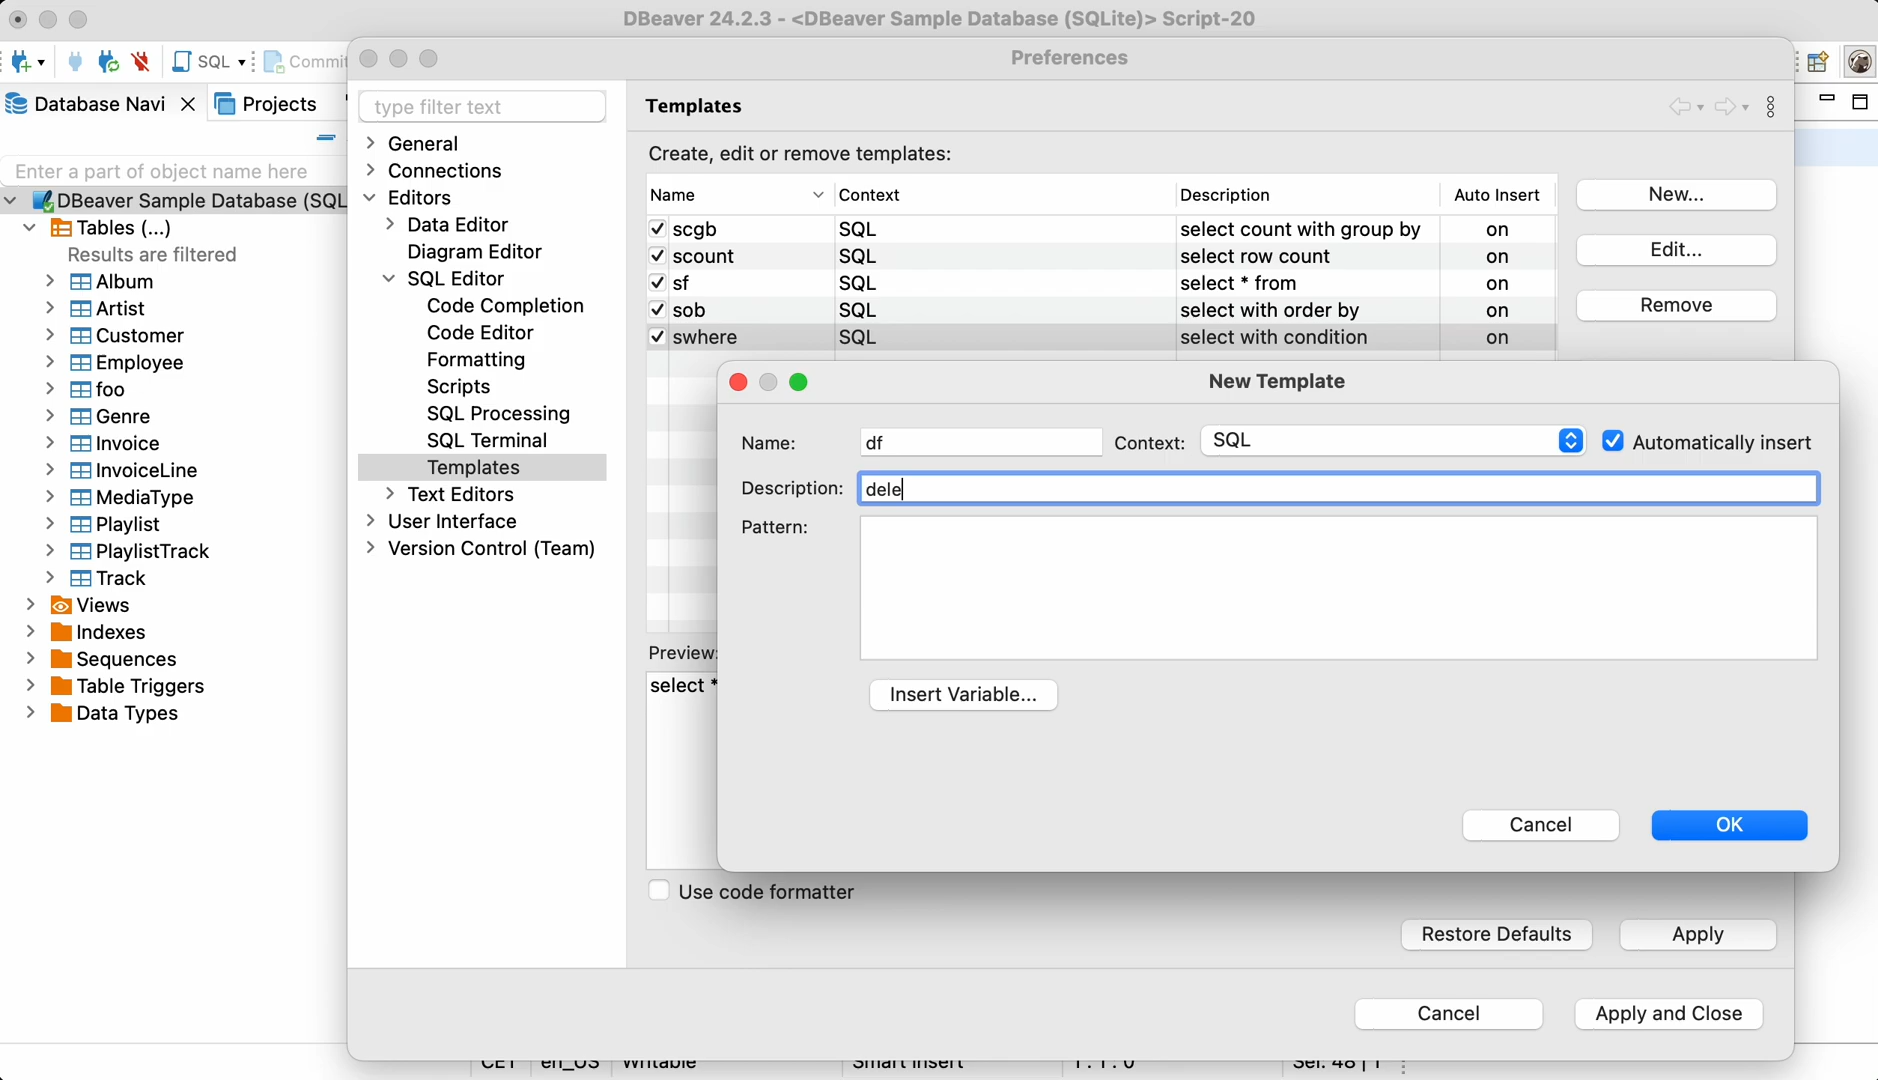 DBeaver 24.2.3 - <DBeaver Sample Database (SQLite)> Script-20
SQL
Commit
Preferences
Database Navi
Projects
type filter text
Templates
Enter a part of object name here
General
Connections
Editors
Data Editor
Diagram Editor
SQL Editor
Code Completion
Code Editor
Formatting
Scripts
SQL Processing
SQL Terminal
Templates
Text Editors
User Interface
Version Control (Team)
DBeaver Sample Database (SQL
Tables (...)
Results are filtered
Album
Artist
Customer
Employee
foo
Genre
Invoice
InvoiceLine
MediaType
Playlist
PlaylistTrack
Track
Views
Indexes
Sequences
Table Triggers
Data Types
Create, edit or remove templates:
Name Context Description Auto Insert
scgb SQL select count with group by on
scount SQL select row count on
sf SQL select * from on
sob SQL select with order by on
swhere SQL select with condition on
New...
Edit...
Remove
New Template
Name: df Context: SQL Automatically insert
Description: dele
Pattern:
Insert Variable...
Cancel OK
Preview:
select *
Use code formatter
Restore Defaults Apply
Cancel Apply and Close
CET en_US Writable Smart Insert 1 : 1 : 0 Sel: 48 | 1